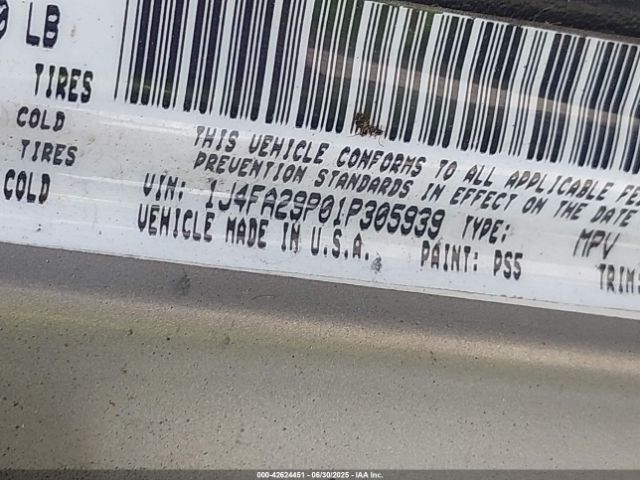 0 LB
TIRES
COLD
TIRES
COLD
THIS VEHICLE CONFORMS TO ALL APPLICABLE
PREVENTION STANDARDS IN EFFECT ON THE DATE
VIN: 1J4FA29P01P305939 TYPE: MPV
VEHICLE MADE IN U.S.A. PAINT: PS5 TRIM:
000-42624451 - 06/30/2025 - IAA Inc.